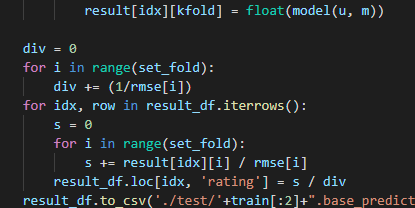 result[idx][kfold] = float(model(u, m))
div = 0
for i in range(set_fold):
div += (1/rmse[i])
for idx, row in result_df.iterrows():
s = 0
for i in range(set_fold):
s += result[idx][i] / rmse[i]
result_df.loc[idx, 'rating'] = s / div
result_df.to_csv('./test/'+train[:2]+".base_predict